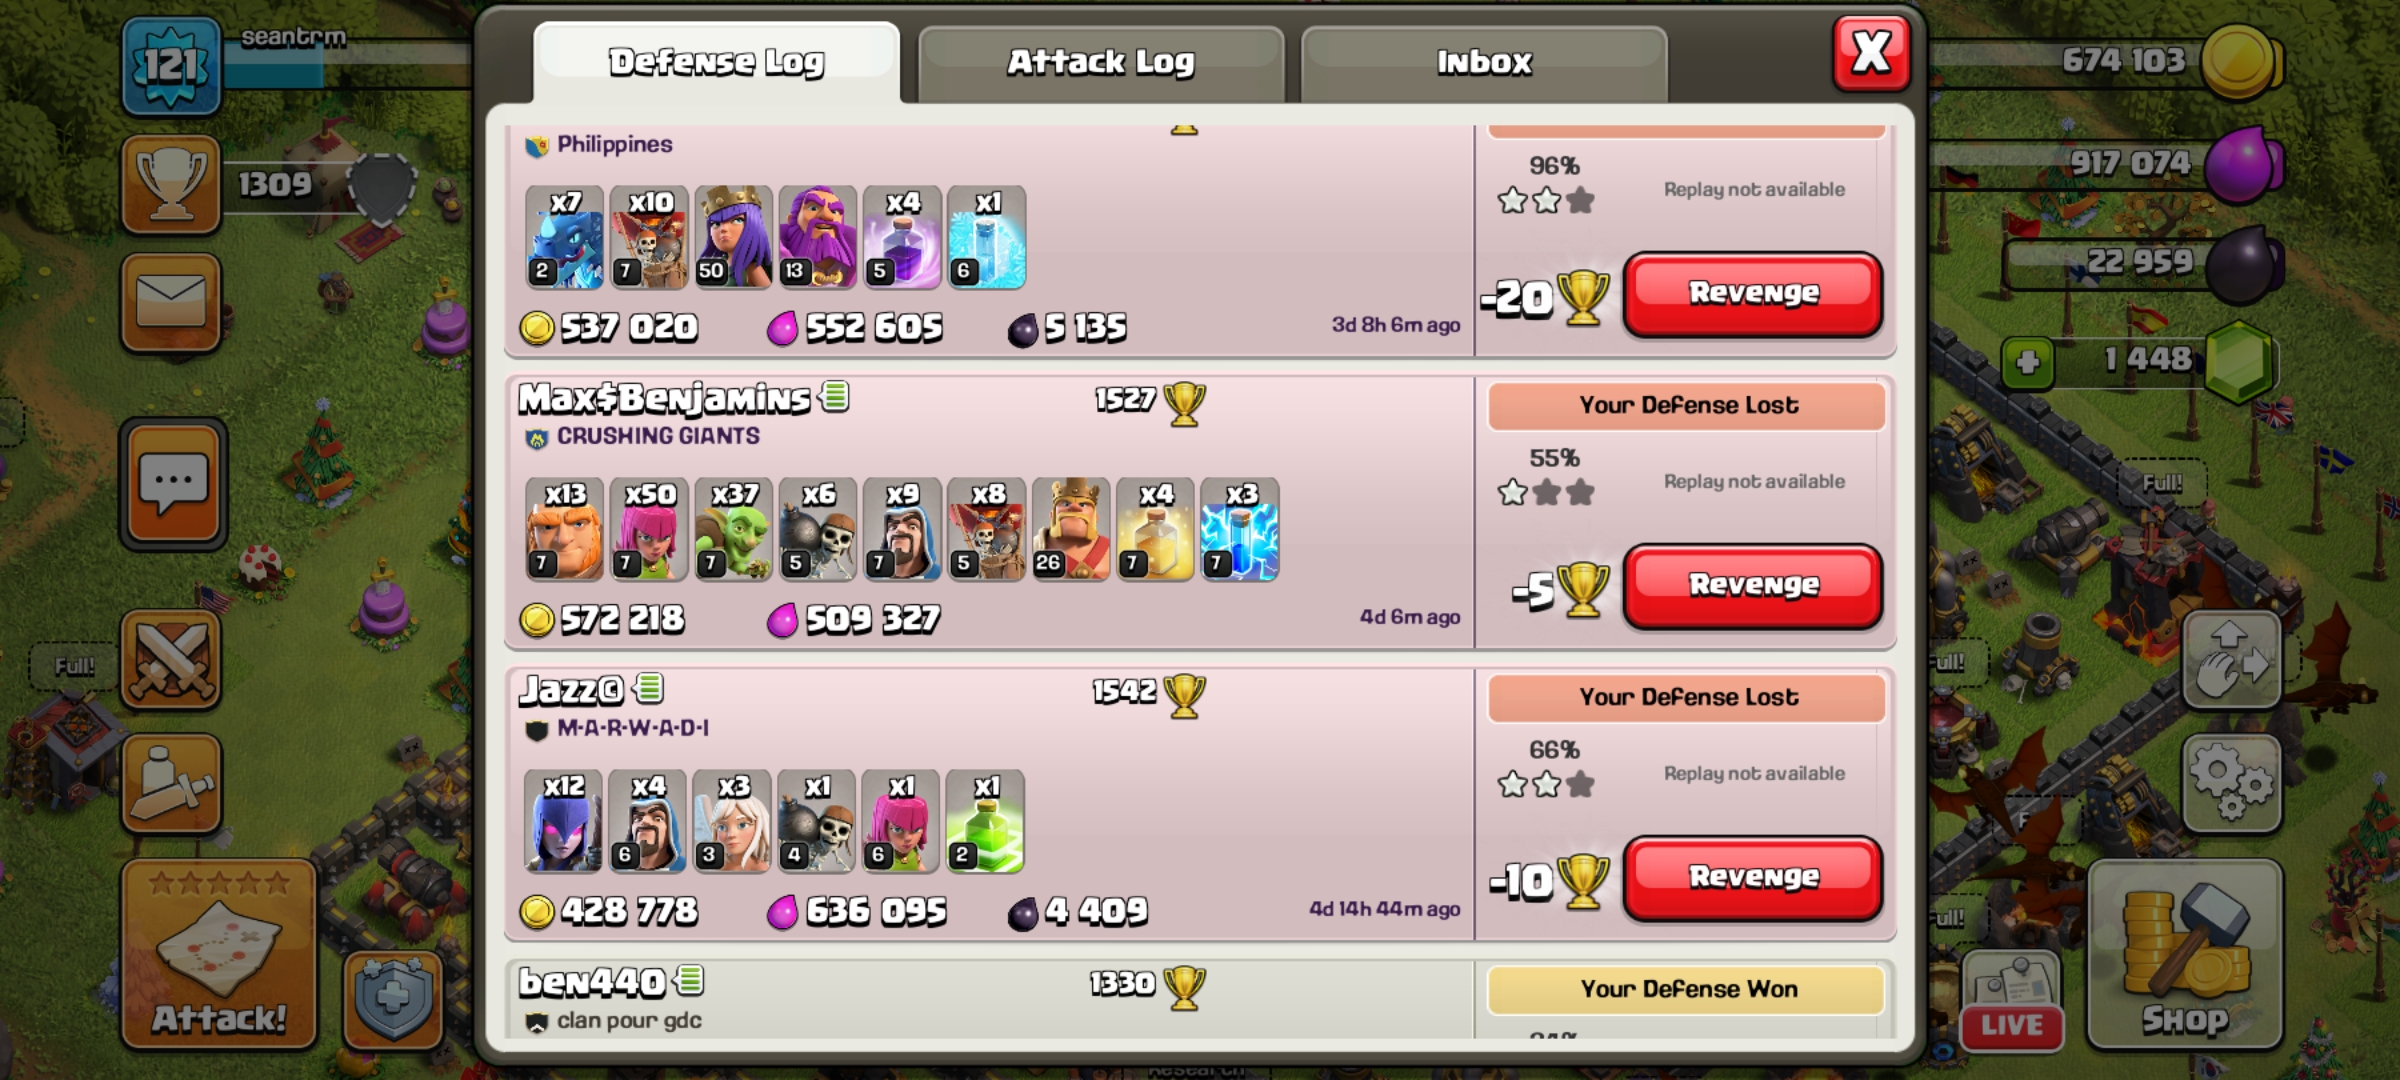 121
seantrm
Defense Log
Attack Log
Inbox
X
674 103
1309
917 074
22 959
1 448
Philippines
96%
Replay not available
x7
x10
x4
x1
2
7
50
13
5
6
537 020
552 605
5 135
3d 8h 6m ago
-20
Revenge
Max$Benjamins
1527
Your Defense Lost
CRUSHING GIANTS
55%
Replay not available
x13
x50
x37
x6
x9
x8
x4
x3
7
7
7
5
7
5
26
7
7
572 218
509 327
4d 6m ago
-5
Revenge
Jazz©
1542
Your Defense Lost
M-A-R-W-A-D-I
66%
Replay not available
x12
x4
x3
x1
x1
x1
6
3
4
6
2
428 778
636 095
4 409
4d 14h 44m ago
-10
Revenge
ben440
1330
Your Defense Won
clan pour gdc
Full!
Full!
Attack!
LIVE
Shop
Research